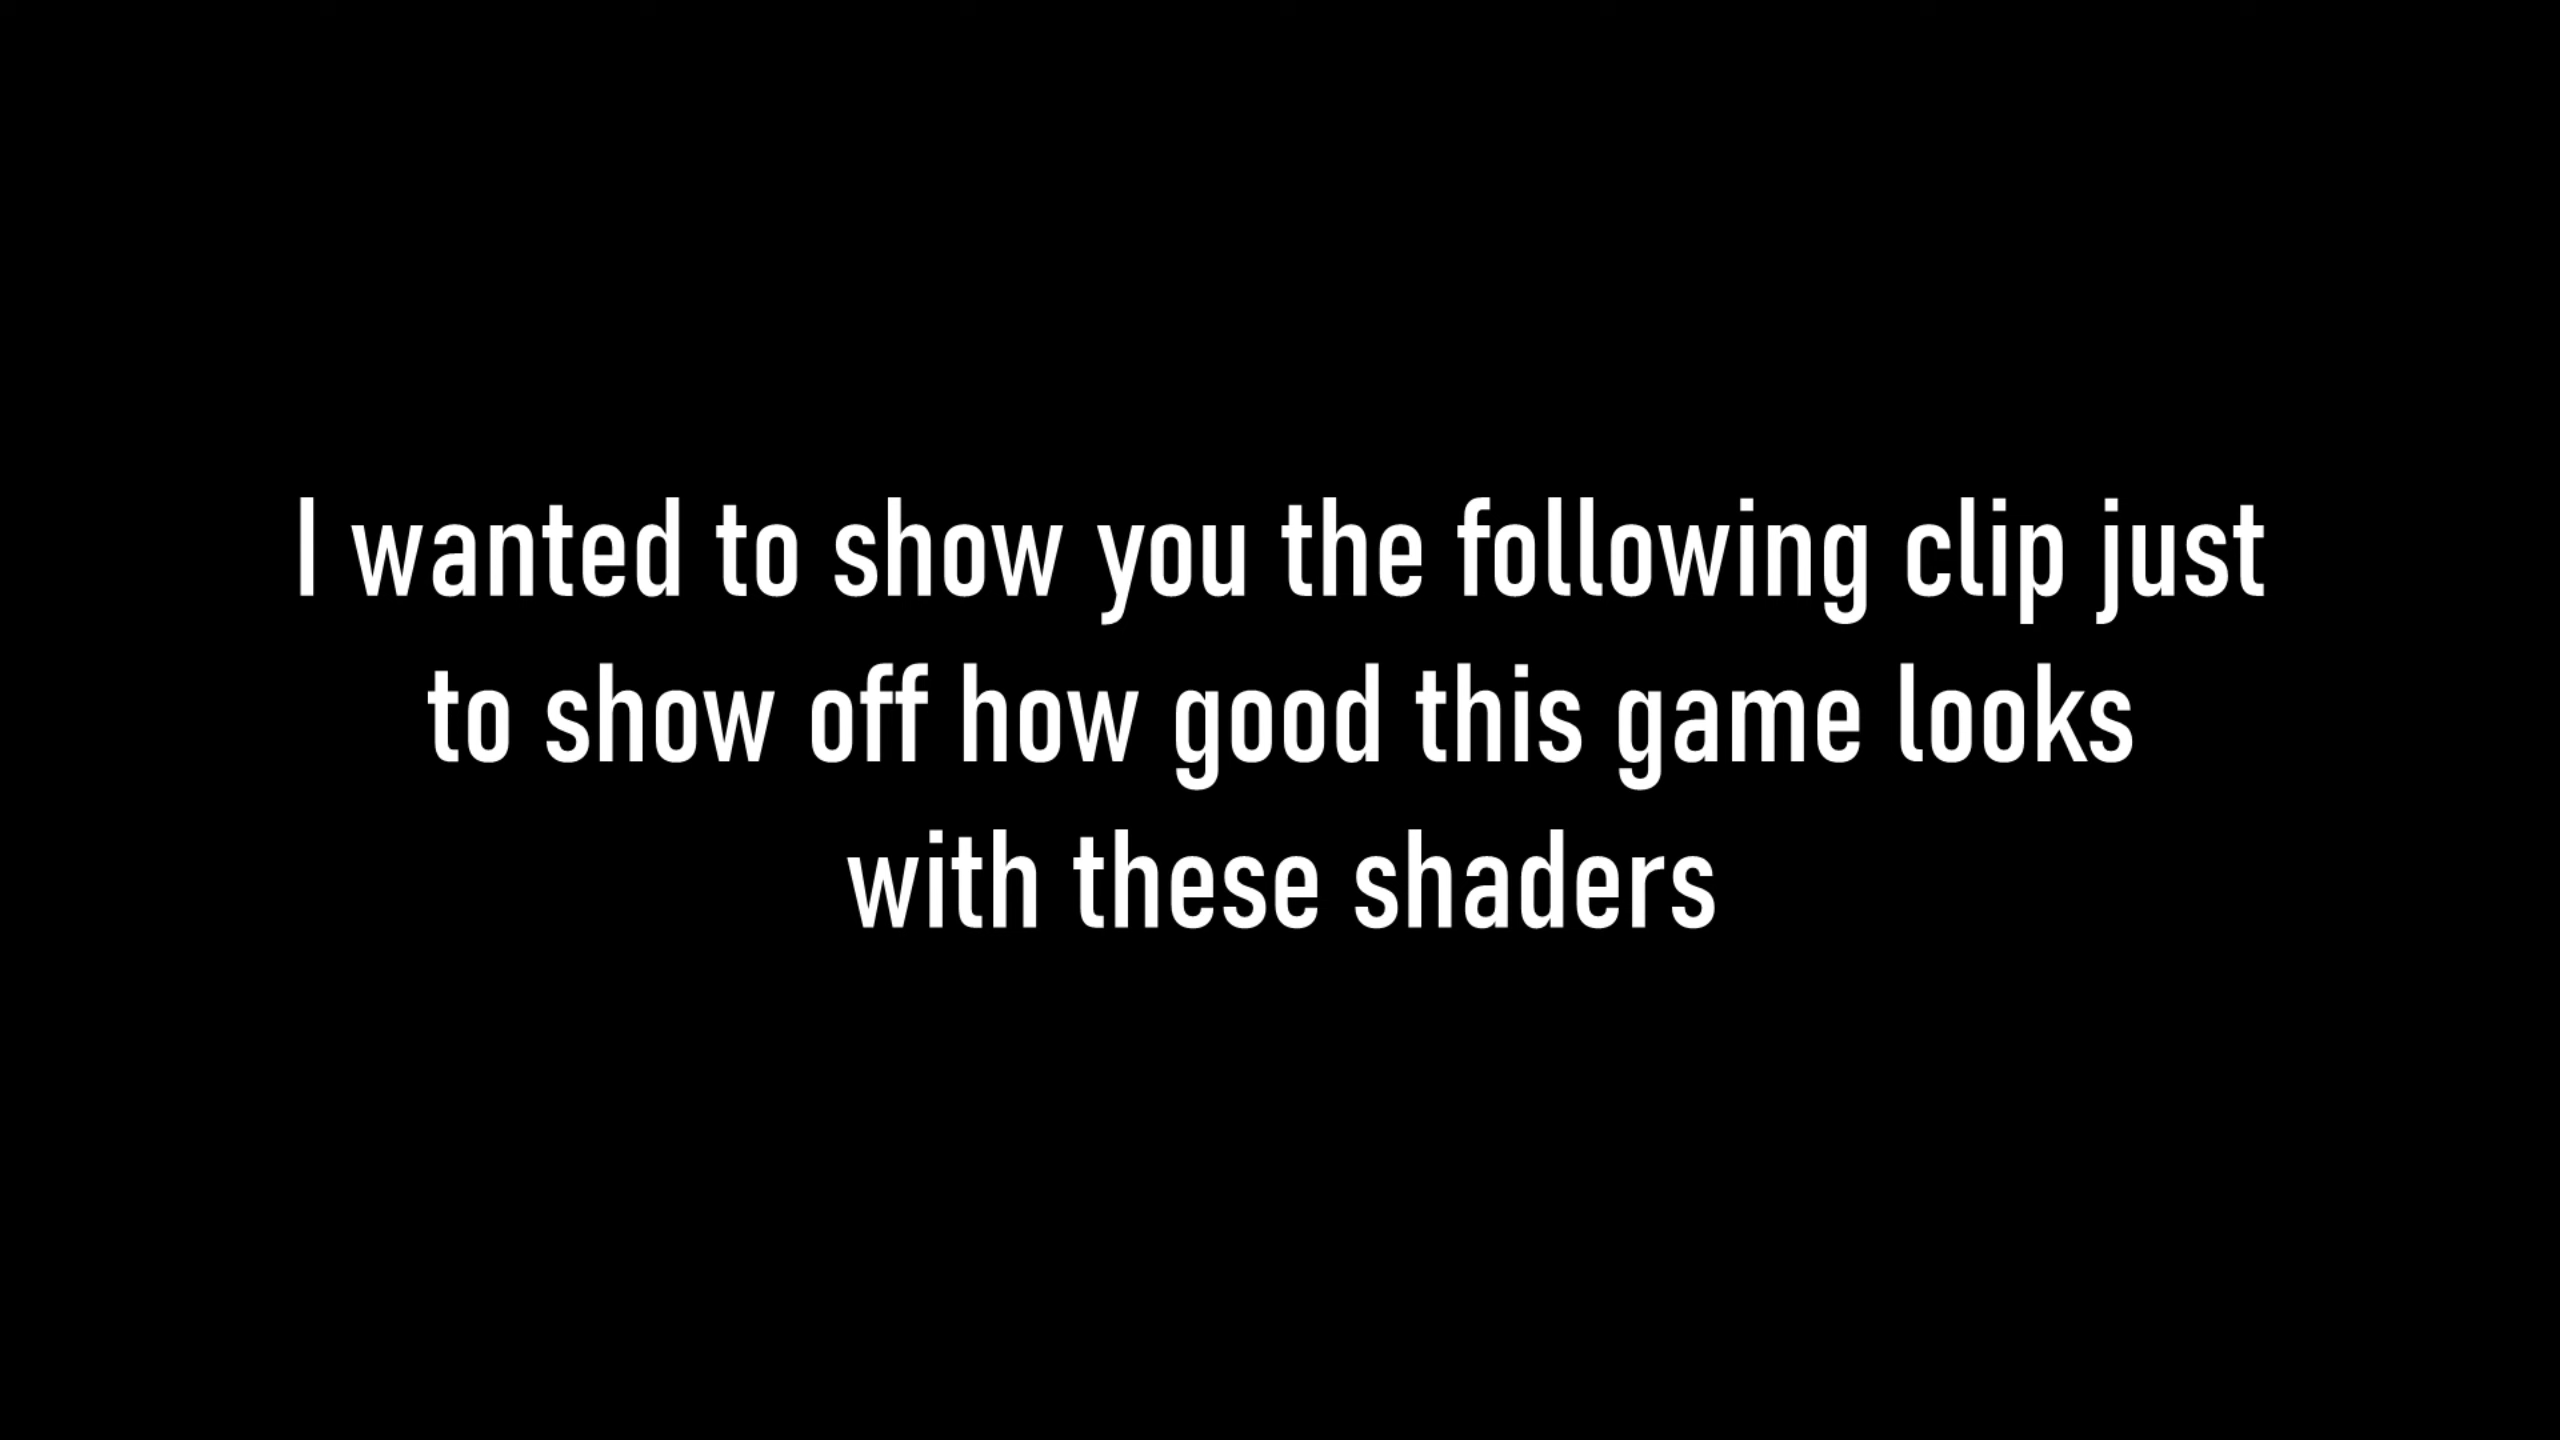 I wanted to show you the following clip just
to show off how good this game looks
with these shaders